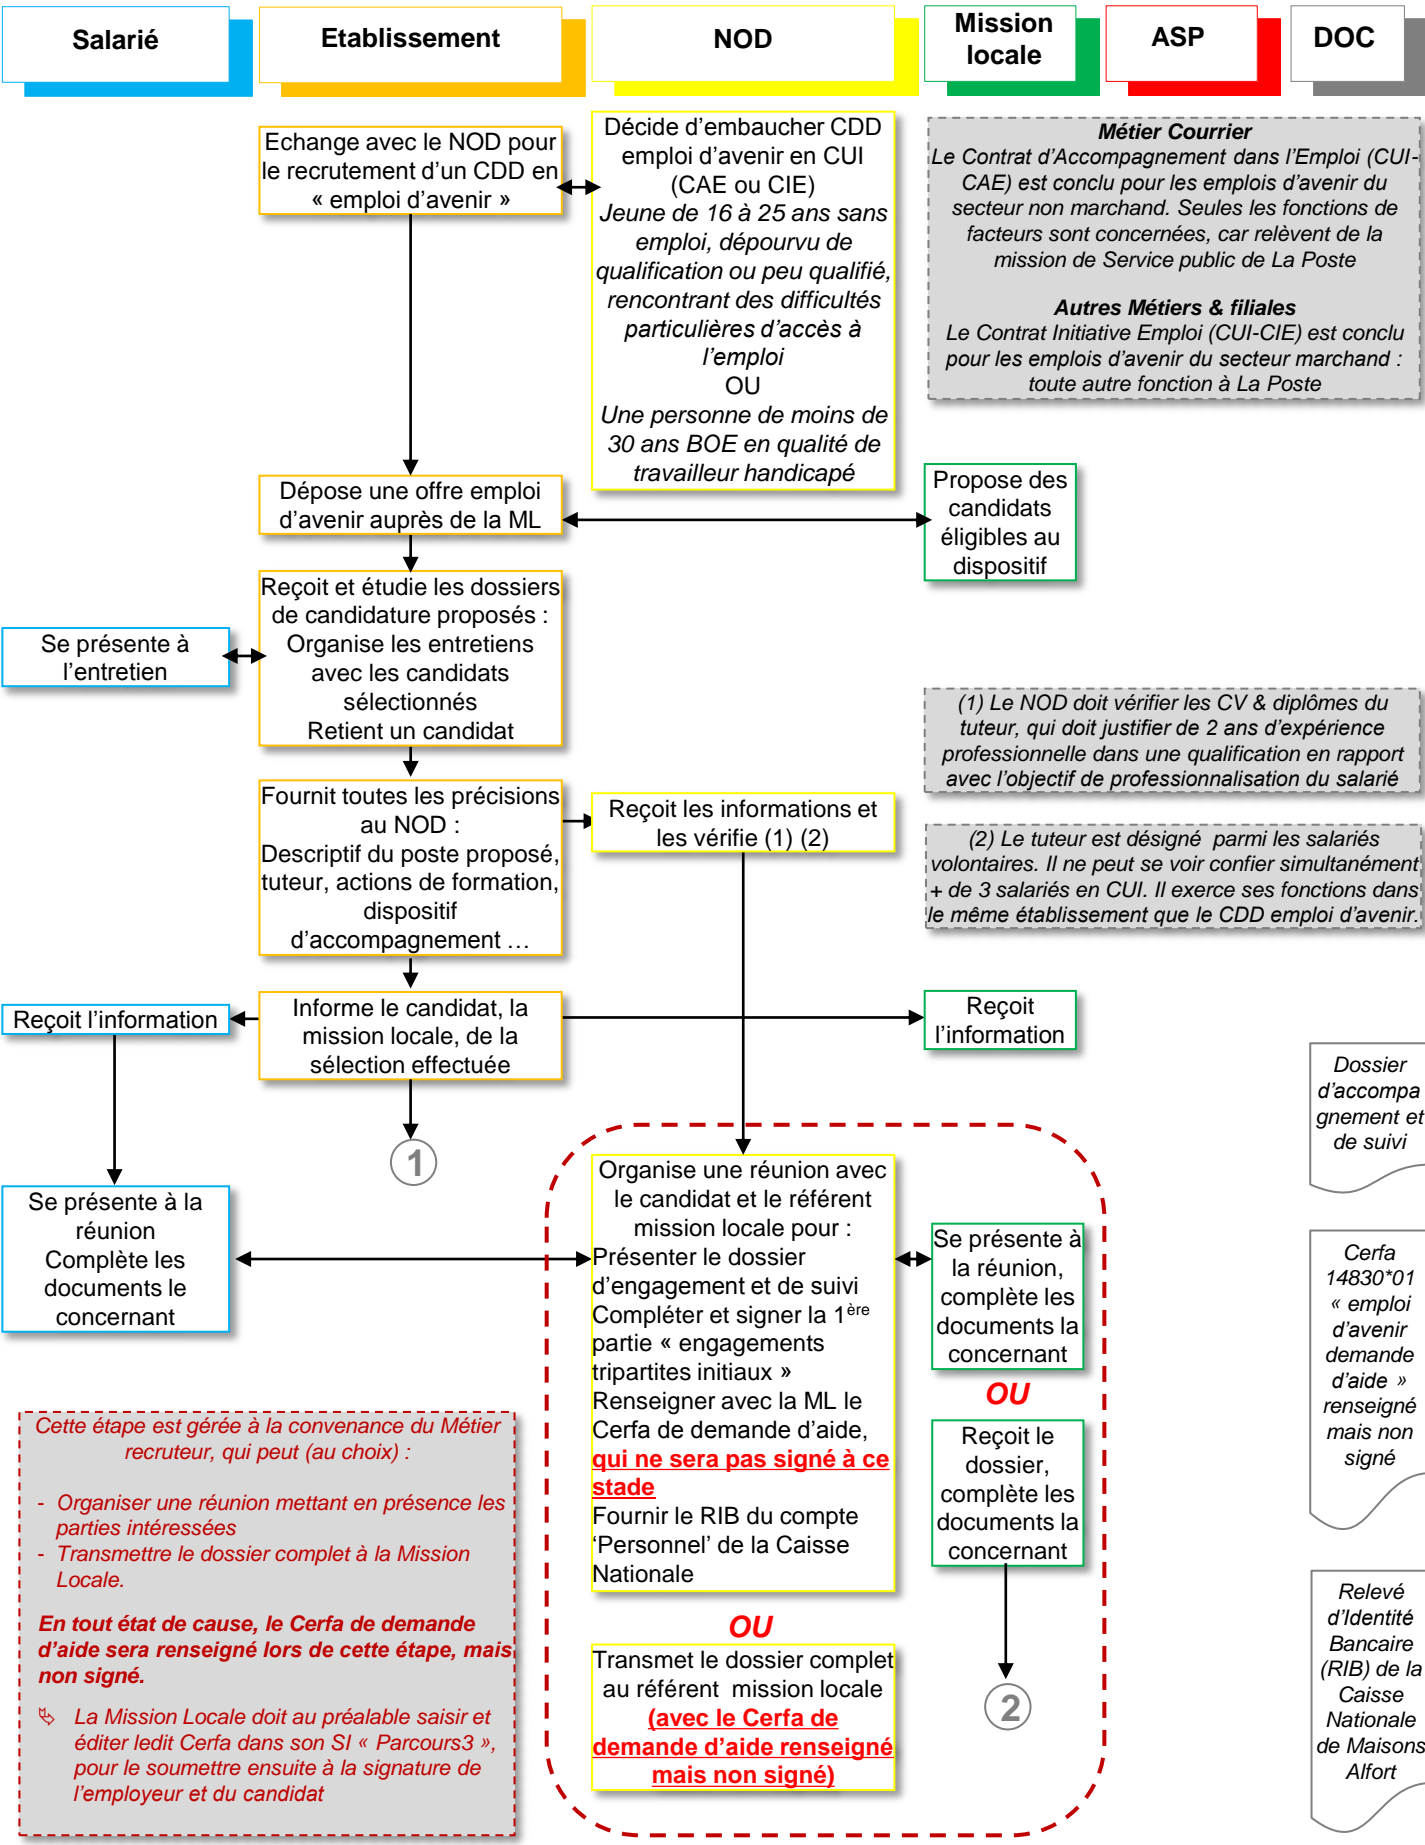 Salarié
Etablissement
NOD
Mission
locale
ASP
DOC
Echange avec le NOD pour
le recrutement d'un CDD en
« emploi d'avenir »
Décide d'embaucher CDD
emploi d'avenir en CUI
(CAE ou CIE)
Jeune de 16 à 25 ans sans
emploi, dépourvu de
qualification ou peu qualifié,
rencontrant des difficultés
particulières d'accès à
l'emploi
OU
Une personne de moins de
30 ans BOE en qualité de
travailleur handicapé
Métier Courrier
Le Contrat d'Accompagnement dans l'Emploi (CUI-
CAE) est conclu pour les emplois d'avenir du
secteur non marchand. Seules les fonctions de
facteurs sont concernées, car relèvent de la
mission de Service public de La Poste
Autres Métiers & filiales
Le Contrat Initiative Emploi (CUI-CIE) est conclu
pour les emplois d'avenir du secteur marchand :
toute autre fonction à La Poste
Dépose une offre emploi
d'avenir auprès de la ML
Propose des
candidats
éligibles au
dispositif
Reçoit et étudie les dossiers
de candidature proposés :
Organise les entretiens
avec les candidats
sélectionnés
Retient un candidat
Se présente à
l'entretien
(1) Le NOD doit vérifier les CV & diplômes du
tuteur, qui doit justifier de 2 ans d'expérience
professionnelle dans une qualification en rapport
avec l'objectif de professionnalisation du salarié
Fournit toutes les précisions
au NOD :
Descriptif du poste proposé,
tuteur, actions de formation,
dispositif
d'accompagnement …
Reçoit les informations et
les vérifie (1) (2)
(2) Le tuteur est désigné parmi les salariés
volontaires. Il ne peut se voir confier simultanément
+ de 3 salariés en CUI. Il exerce ses fonctions dans
le même établissement que le CDD emploi d'avenir.
Reçoit l'information
Informe le candidat, la
mission locale, de la
sélection effectuée
Reçoit
l'information
Dossier
d'accompa
gnement et
de suivi
1
Se présente à la
réunion
Complète les
documents le
concernant
Organise une réunion avec
le candidat et le référent
mission locale pour :
Présenter le dossier
d'engagement et de suivi
Compléter et signer la 1ère
partie « engagements
tripartites initiaux »
Renseigner avec la ML le
Cerfa de demande d'aide,
qui ne sera pas signé à ce
stade
Fournir le RIB du compte
'Personnel' de la Caisse
Nationale
OU
Transmet le dossier complet
au référent mission locale
(avec le Cerfa de
demande d'aide renseigné
mais non signé)
Se présente à
la réunion,
complète les
documents la
concernant
OU
Reçoit le
dossier,
complète les
documents la
concernant
2
Cerfa
14830*01
« emploi
d'avenir
demande
d'aide »
renseigné
mais non
signé
Relevé
d'Identité
Bancaire
(RIB) de la
Caisse
Nationale
de Maisons
Alfort
Cette étape est gérée à la convenance du Métier
recruteur, qui peut (au choix) :
- Organiser une réunion mettant en présence les
parties intéressées
- Transmettre le dossier complet à la Mission
Locale.
En tout état de cause, le Cerfa de demande
d'aide sera renseigné lors de cette étape, mais
non signé.
La Mission Locale doit au préalable saisir et
éditer ledit Cerfa dans son SI « Parcours3 »,
pour le soumettre ensuite à la signature de
l'employeur et du candidat